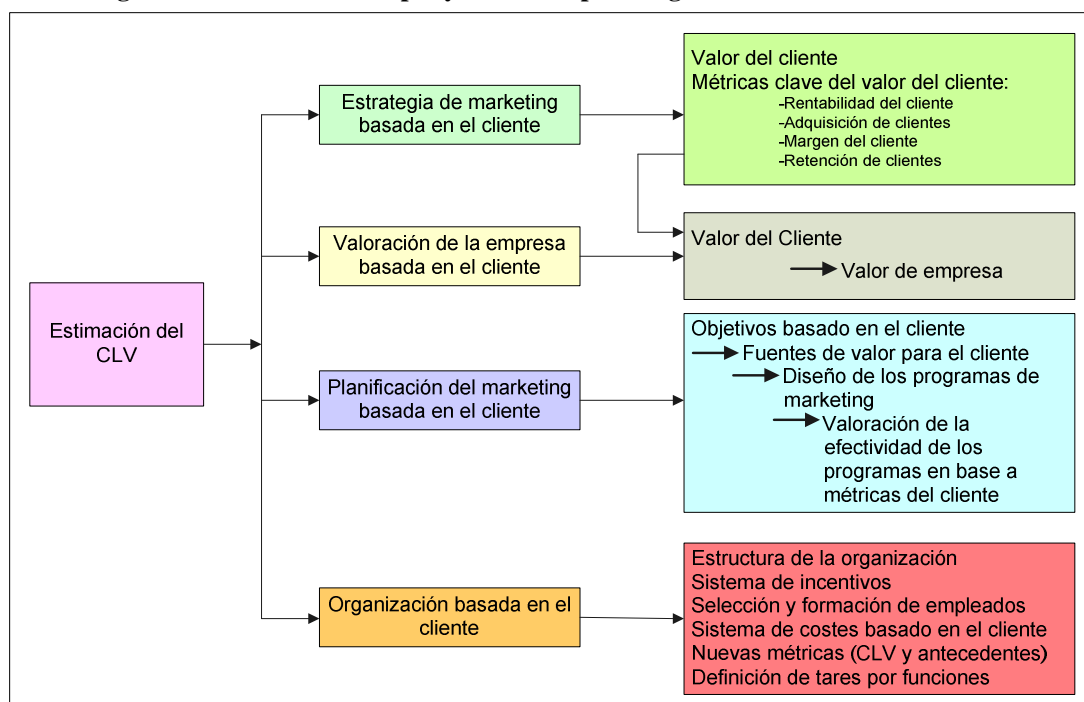 Estimación del
CLV
Estrategia de marketing
basada en el cliente
Valoración de la empresa
basada en el cliente
Planificación del marketing
basada en el cliente
Organización basada en el
cliente
Valor del cliente
Métricas clave del valor del cliente:
-Rentabilidad del cliente
-Adquisición de clientes
-Margen del cliente
-Retención de clientes
Valor del Cliente
Valor de empresa
Objetivos basado en el cliente
Fuentes de valor para el cliente
Diseño de los programas de
marketing
Valoración de la
efectividad de los
programas en base a
métricas del cliente
Estructura de la organización
Sistema de incentivos
Selección y formación de empleados
Sistema de costes basado en el cliente
Nuevas métricas (CLV y antecedentes)
Definición de tares por funciones